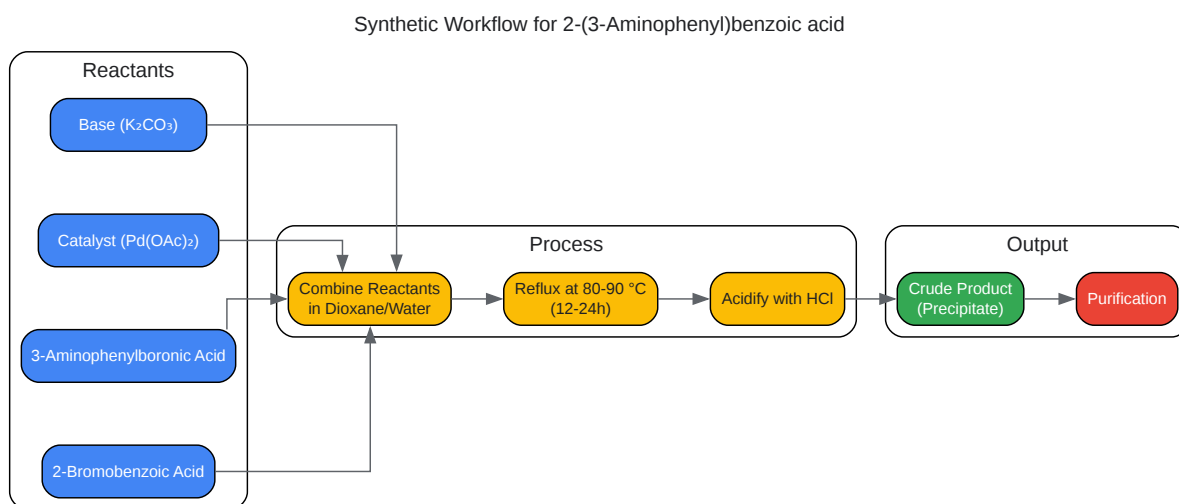 Synthetic Workflow for 2-(3-Aminophenyl)benzoic acid
Reactants
Base (K₂CO₃)
Catalyst (Pd(OAc)₂)
3-Aminophenylboronic Acid
2-Bromobenzoic Acid
Process
Combine Reactants
in Dioxane/Water
Reflux at 80-90 °C
(12-24h)
Acidify with HCl
Output
Crude Product
(Precipitate)
Purification